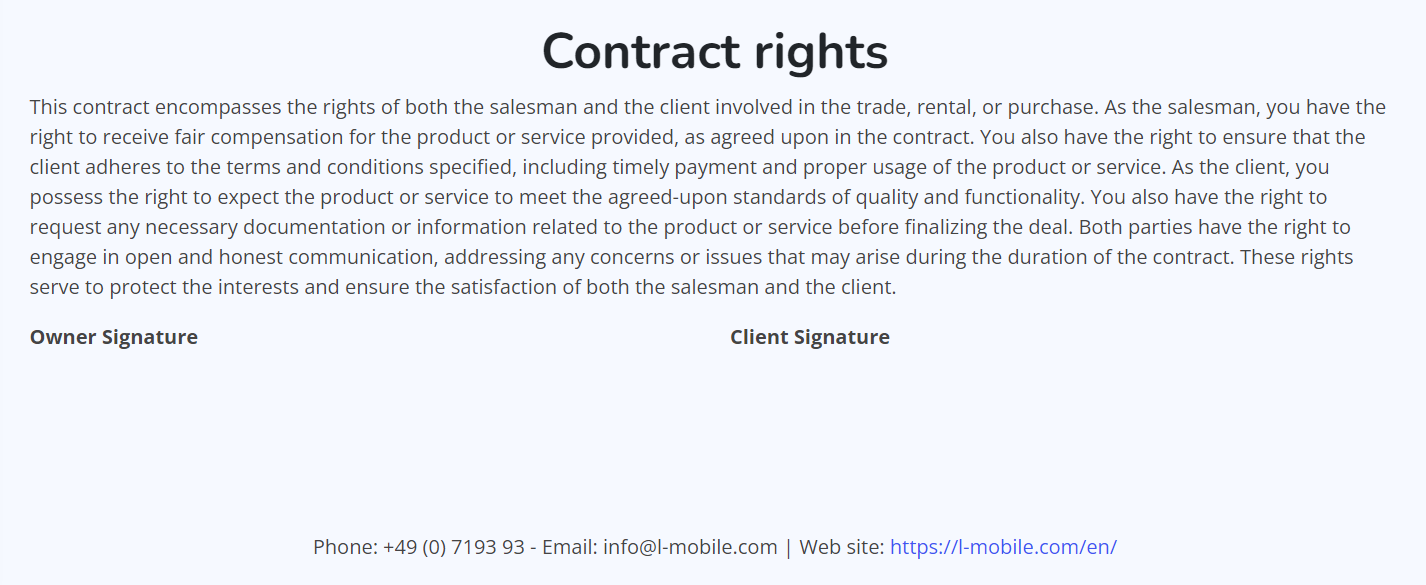 Contract rights
This contract encompasses the rights of both the salesman and the client involved in the trade, rental, or purchase. As the salesman, you have the
right to receive fair compensation for the product or service provided, as agreed upon in the contract. You also have the right to ensure that the
client adheres to the terms and conditions specified, including timely payment and proper usage of the product or service. As the client, you
possess the right to expect the product or service to meet the agreed-upon standards of quality and functionality. You also have the right to
request any necessary documentation or information related to the product or service before finalizing the deal. Both parties have the right to
engage in open and honest communication, addressing any concerns or issues that may arise during the duration of the contract. These rights
serve to protect the interests and ensure the satisfaction of both the salesman and the client.
Owner Signature Client Signature
Phone: +49 (0) 7193 93 - Email: info@l-mobile.com | Web site: https://l-mobile.com/en/